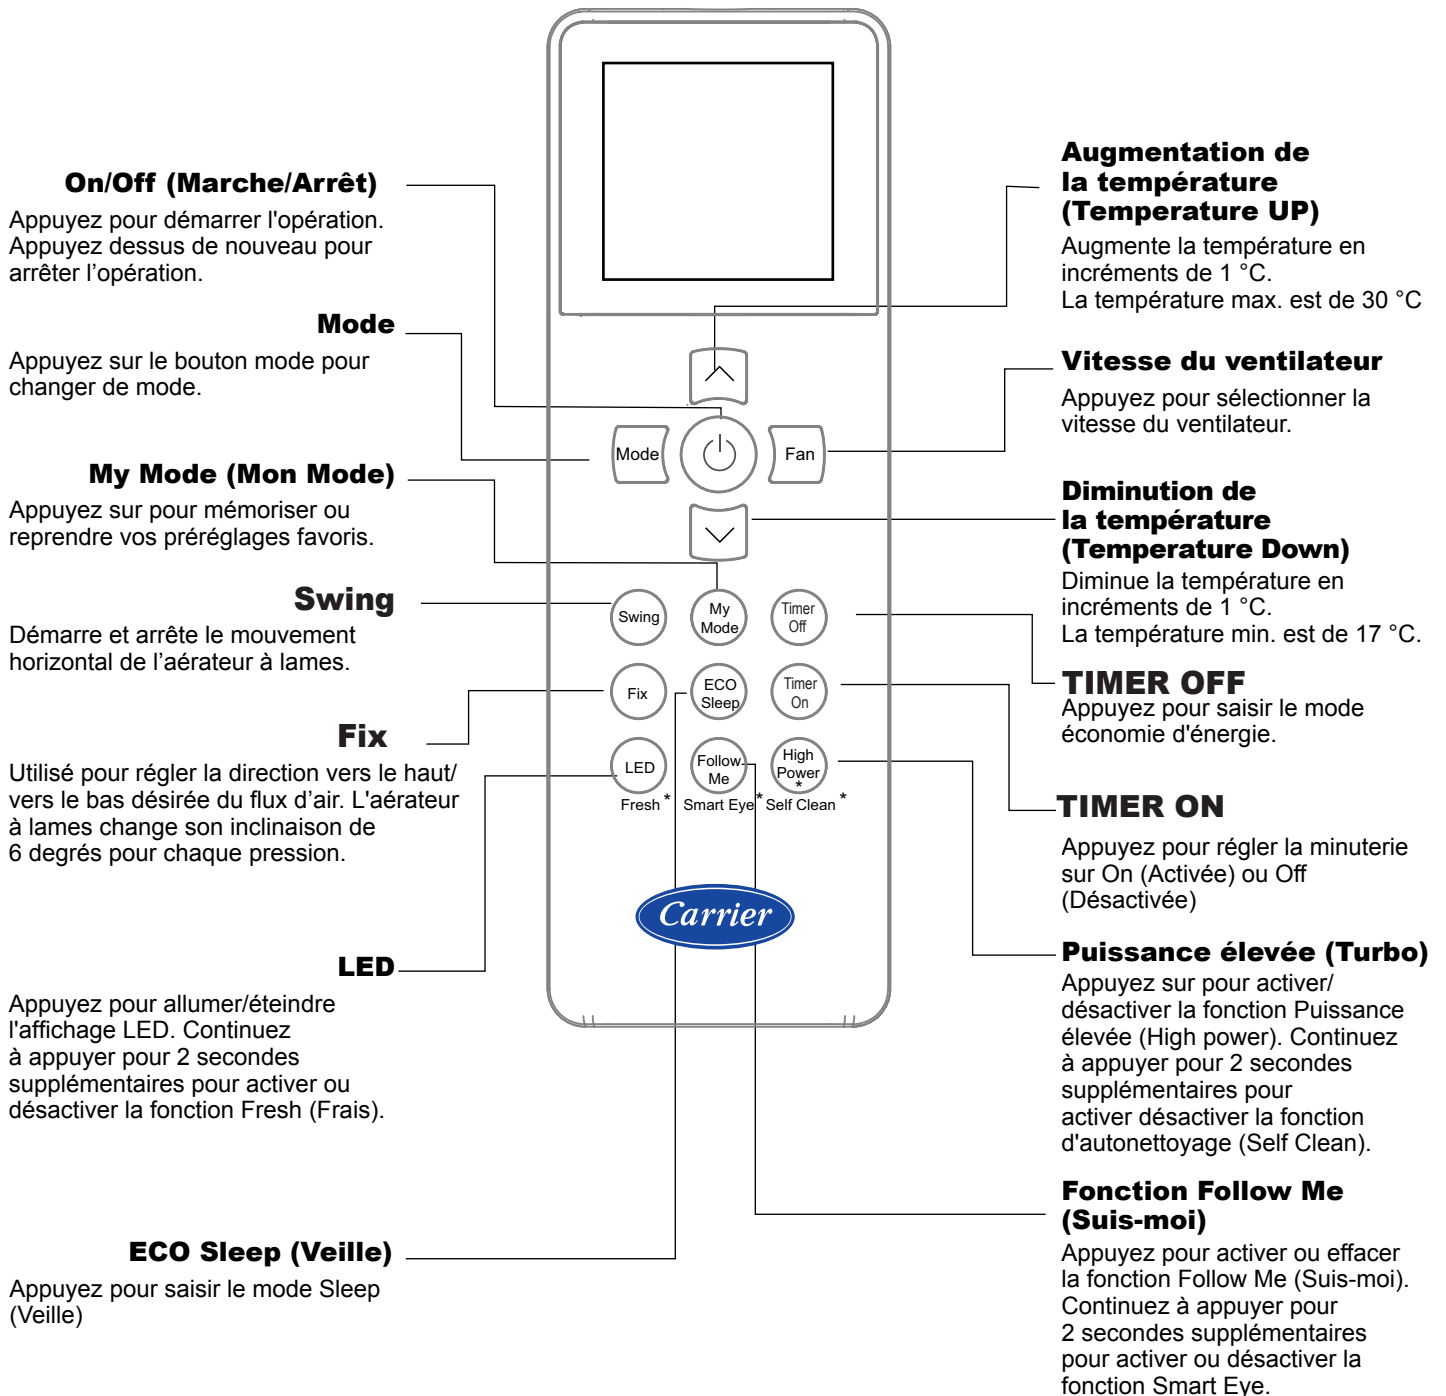 On/Off (Marche/Arrêt)
Appuyez pour démarrer l'opération.
Appuyez dessus de nouveau pour
arrêter l’opération.
Mode
Appuyez sur le bouton mode pour
changer de mode.
My Mode (Mon Mode)
Appuyez sur pour mémoriser ou
reprendre vos préréglages favoris.
Swing
Démarre et arrête le mouvement
horizontal de l’aérateur à lames.
Fix
Utilisé pour régler la direction vers le haut/
vers le bas désirée du flux d’air. L'aérateur
à lames change son inclinaison de
6 degrés pour chaque pression.
LED
Appuyez pour allumer/éteindre
l'affichage LED. Continuez
à appuyer pour 2 secondes
supplémentaires pour activer ou
désactiver la fonction Fresh (Frais).
ECO Sleep (Veille)
Appuyez pour saisir le mode Sleep
(Veille)
Mode
Fan
Swing
My
Mode
Timer
Off
Fix
ECO
Sleep
Timer
On
LED
Follow
Me
High
Power
*
Fresh *
Smart Eye *
Self Clean *
Carrier
Augmentation de
la température
(Temperature UP)
Augmente la température en
incréments de 1 °C.
La température max. est de 30 °C
Vitesse du ventilateur
Appuyez pour sélectionner la
vitesse du ventilateur.
Diminution de
la température
(Temperature Down)
Diminue la température en
incréments de 1 °C.
La température min. est de 17 °C.
TIMER OFF
Appuyez pour saisir le mode
économie d'énergie.
TIMER ON
Appuyez pour régler la minuterie
sur On (Activée) ou Off
(Désactivée)
Puissance élevée (Turbo)
Appuyez sur pour activer/
désactiver la fonction Puissance
élevée (High power). Continuez
à appuyer pour 2 secondes
supplémentaires pour
activer désactiver la fonction
d'autonettoyage (Self Clean).
Fonction Follow Me
(Suis-moi)
Appuyez pour activer ou effacer
la fonction Follow Me (Suis-moi).
Continuez à appuyer pour
2 secondes supplémentaires
pour activer ou désactiver la
fonction Smart Eye.